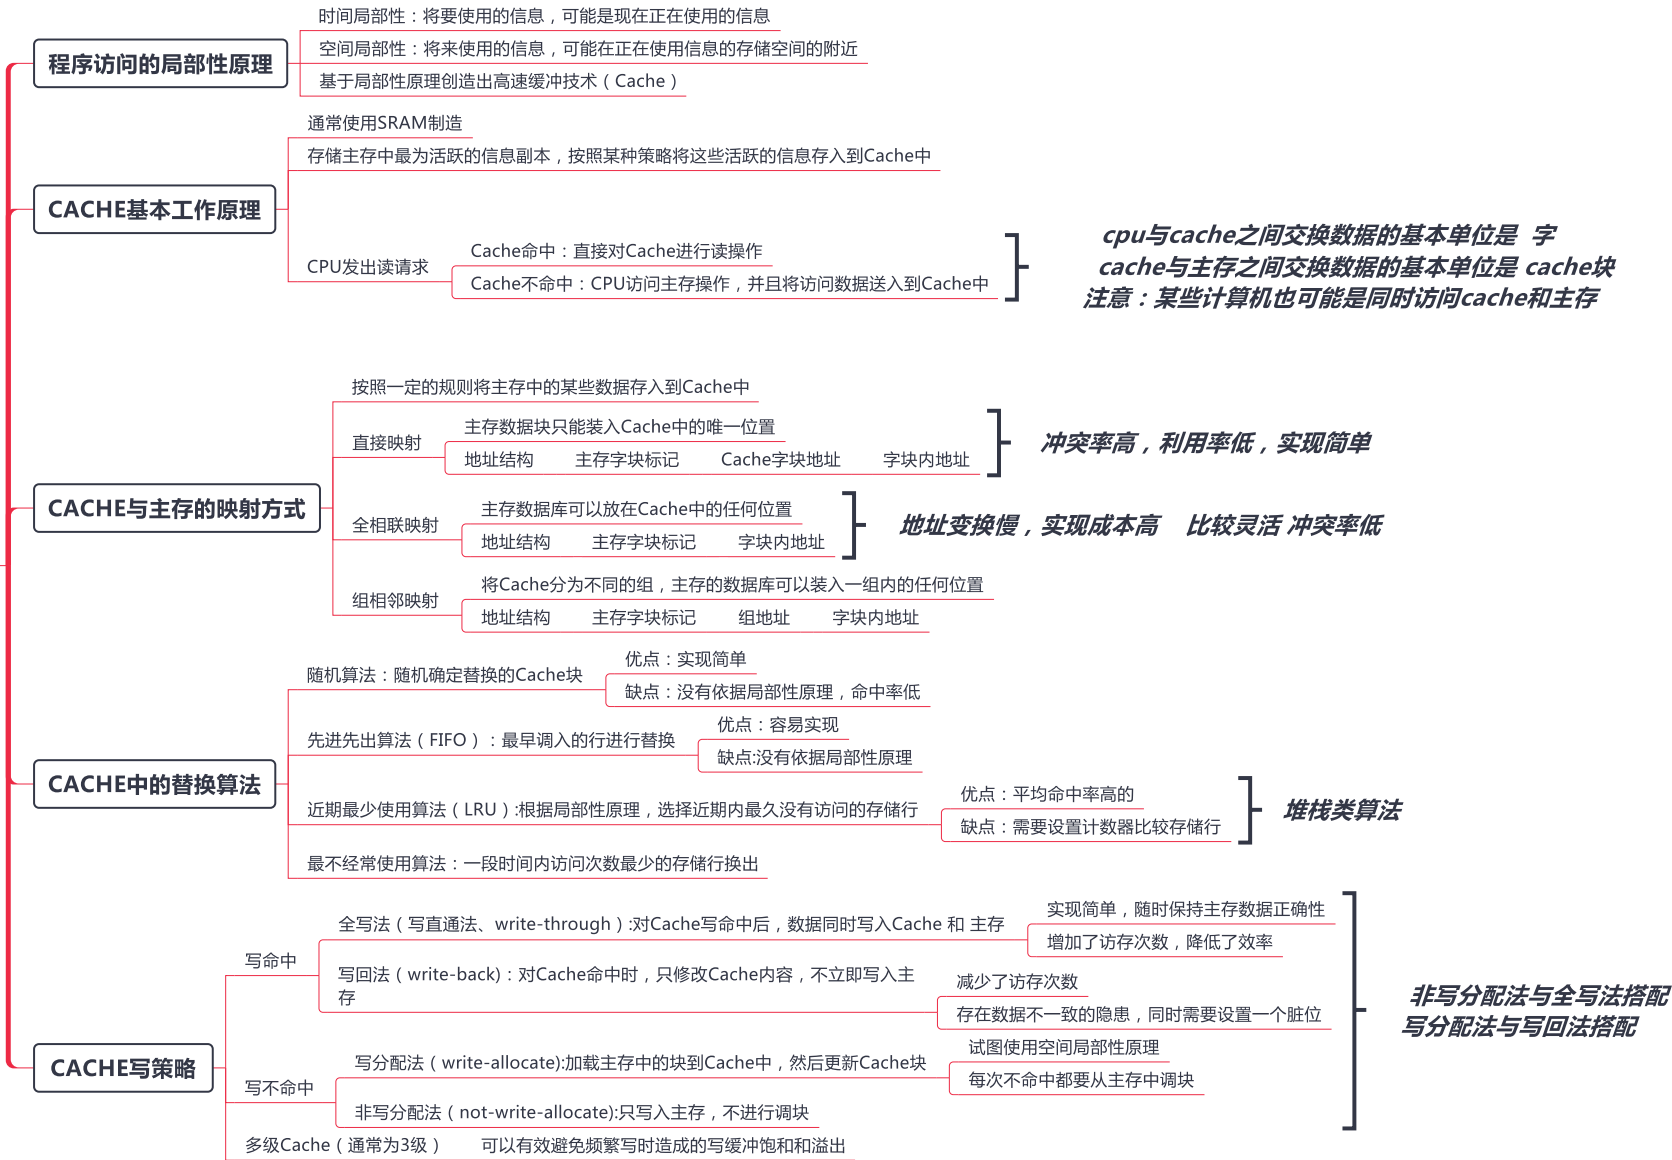 程序访问的局部性原理
时间局部性：将要使用的信息，可能是现在正在使用的信息
空间局部性：将来使用的信息，可能在正在使用信息的存储空间的附近
基于局部性原理创造出高速缓冲技术（Cache）
CACHE基本工作原理
通常使用SRAM制造
存储主存中最为活跃的信息副本，按照某种策略将这些活跃的信息存入到Cache中
CPU发出读请求
Cache命中：直接对Cache进行读操作
Cache不命中：CPU访问主存操作，并且将访问数据送入到Cache中
cpu与cache之间交换数据的基本单位是 字
cache与主存之间交换数据的基本单位是 cache块
注意：某些计算机也可能是同时访问cache和主存
CACHE与主存的映射方式
按照一定的规则将主存中的某些数据存入到Cache中
直接映射
主存数据块只能装入Cache中的唯一位置
地址结构 主存字块标记 Cache字块地址 字块内地址
冲突率高，利用率低，实现简单
全相联映射
主存数据库可以放在Cache中的任何位置
地址结构 主存字块标记 字块内地址
地址变换慢，实现成本高 比较灵活 冲突率低
组相邻映射
将Cache分为不同的组，主存的数据库可以装入一组内的任何位置
地址结构 主存字块标记 组地址 字块内地址
CACHE中的替换算法
随机算法：随机确定替换的Cache块
优点：实现简单
缺点：没有依据局部性原理，命中率低
先进先出算法（FIFO）：最早调入的行进行替换
优点：容易实现
缺点:没有依据局部性原理
近期最少使用算法（LRU）:根据局部性原理，选择近期内最久没有访问的存储行
优点：平均命中率高的
缺点：需要设置计数器比较存储行
堆栈类算法
最不经常使用算法：一段时间内访问次数最少的存储行换出
CACHE写策略
写命中
全写法（写直通法、write-through）:对Cache写命中后，数据同时写入Cache 和 主存
实现简单，随时保持主存数据正确性
增加了访存次数，降低了效率
写回法（write-back)：对Cache命中时，只修改Cache内容，不立即写入主
存
减少了访存次数
存在数据不一致的隐患，同时需要设置一个脏位
写不命中
写分配法（write-allocate):加载主存中的块到Cache中，然后更新Cache块
试图使用空间局部性原理
每次不命中都要从主存中调块
非写分配法（not-write-allocate):只写入主存，不进行调块
非写分配法与全写法搭配
写分配法与写回法搭配
多级Cache（通常为3级） 可以有效避免频繁写时造成的写缓冲饱和和溢出